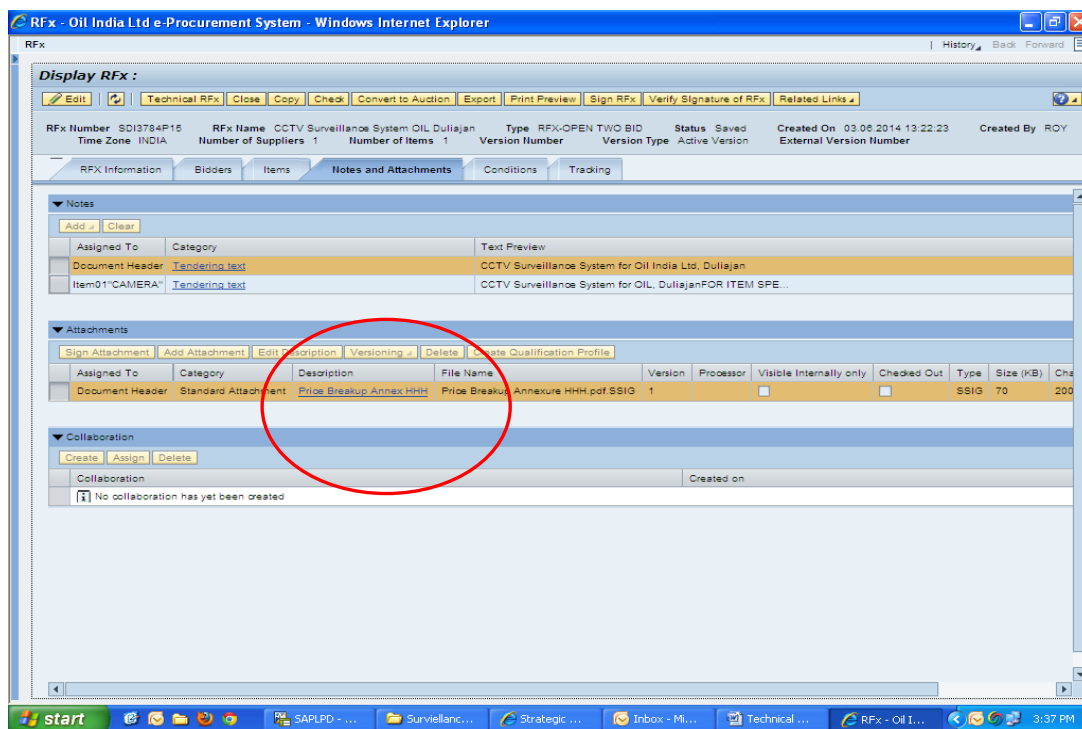 RFx - Oil India Ltd e-Procurement System - Windows Internet Explorer
RFx | History Back Forward
Display RFx :
Edit | Technical RFx Close Copy Check Convert to Auction Export Print Preview Sign RFx Verify Signature of RFx Related Links
RFx Number SDI3784P15 RFx Name CCTV Surveillance System OIL Duliajan Type RFX-OPEN TWO BID Status Saved Created On 03.06.2014 13:22:23 Created By ROY
Time Zone INDIA Number of Suppliers 1 Number of Items 1 Version Number Version Type Active Version External Version Number
RFX Information Bidders Items Notes and Attachments Conditions Tracking
Notes
Add Clear
Assigned To Category Text Preview
Document Header Tendering text CCTV Surveillance System for Oil India Ltd, Duliajan
Item01"CAMERA" Tendering text CCTV Surveillance System for OIL, DuliajanFOR ITEM SPE...
Attachments
Sign Attachment Add Attachment Edit Description Versioning Delete Create Qualification Profile
Assigned To Category Description File Name Version Processor Visible Internally only Checked Out Type Size (KB) Cha
Document Header Standard Attachment Price Breakup Annex HHH Price Breakup Annexure HHH.pdf.SSIG 1 SSIG 70 200
Collaboration
Create Assign Delete
Collaboration Created on
No collaboration has yet been created
start SAPLPD - ... Surviellanc... Strategic ... Inbox - Mi... Technical ... RFx - Oil I... 3:37 PM